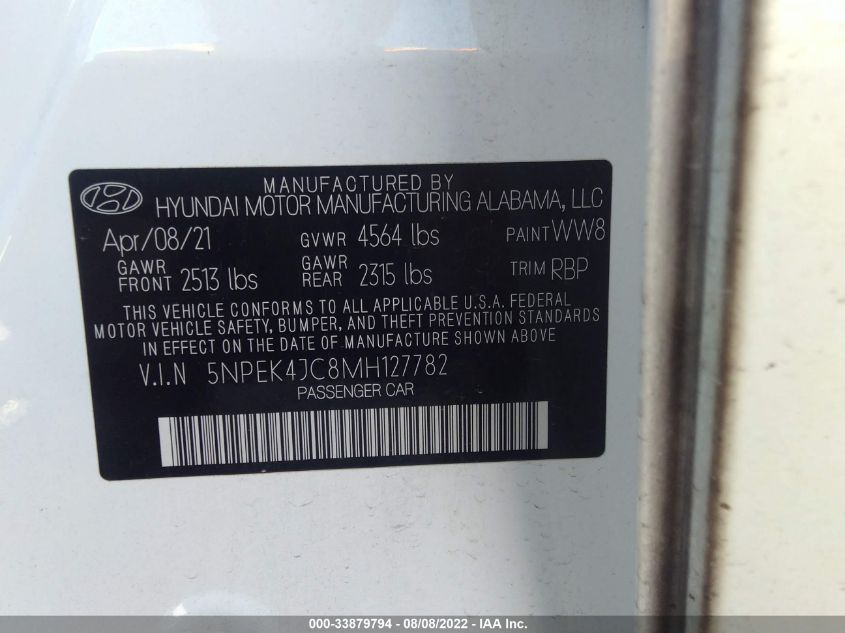 MANUFACTURED BY
HYUNDAI MOTOR MANUFACTURING ALABAMA, LLC
Apr/08/21 GVWR 4564 lbs PAINT WW8
GAWR FRONT 2513 lbs GAWR REAR 2315 lbs TRIM RBP
THIS VEHICLE CONFORMS TO ALL APPLICABLE U.S.A. FEDERAL
MOTOR VEHICLE SAFETY, BUMPER, AND THEFT PREVENTION STANDARDS
IN EFFECT ON THE DATE OF MANUFACTURE SHOWN ABOVE
V.I.N 5NPEK4JC8MH127782
PASSENGER CAR
000-33879794 - 08/08/2022 - IAA Inc.